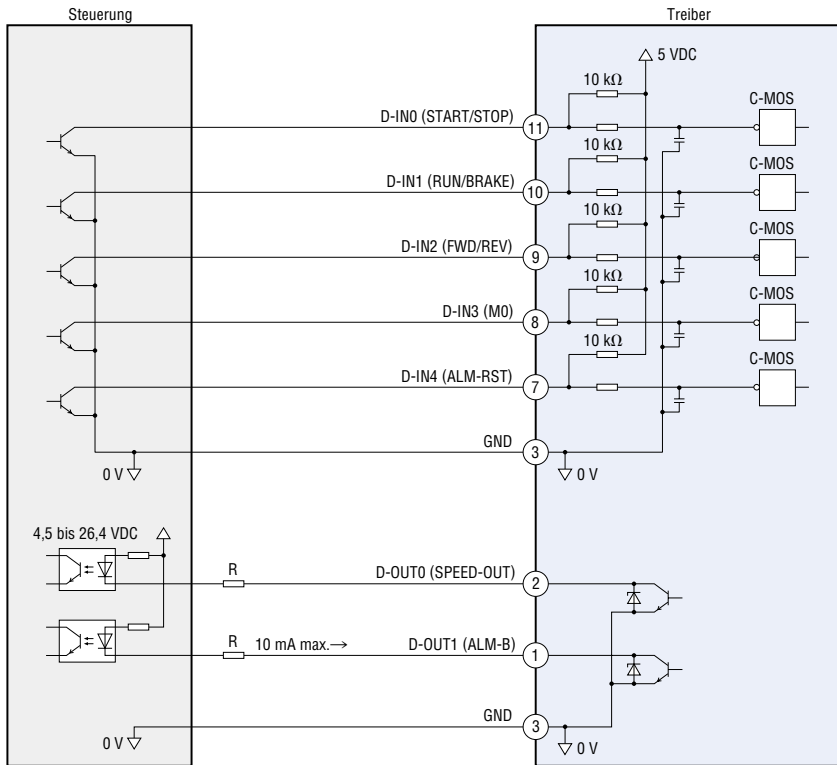 Steuerung
Treiber
5 VDC
10 kΩ
C-MOS
D-IN0 (START/STOP)
11
10 kΩ
C-MOS
D-IN1 (RUN/BRAKE)
10
10 kΩ
C-MOS
D-IN2 (FWD/REV)
9
10 kΩ
C-MOS
D-IN3 (M0)
8
10 kΩ
C-MOS
D-IN4 (ALM-RST)
7
GND
3
0 V
0 V
4,5 bis 26,4 VDC
R
D-OUT0 (SPEED-OUT)
2
R
10 mA max.→
D-OUT1 (ALM-B)
1
GND
3
0 V
0 V